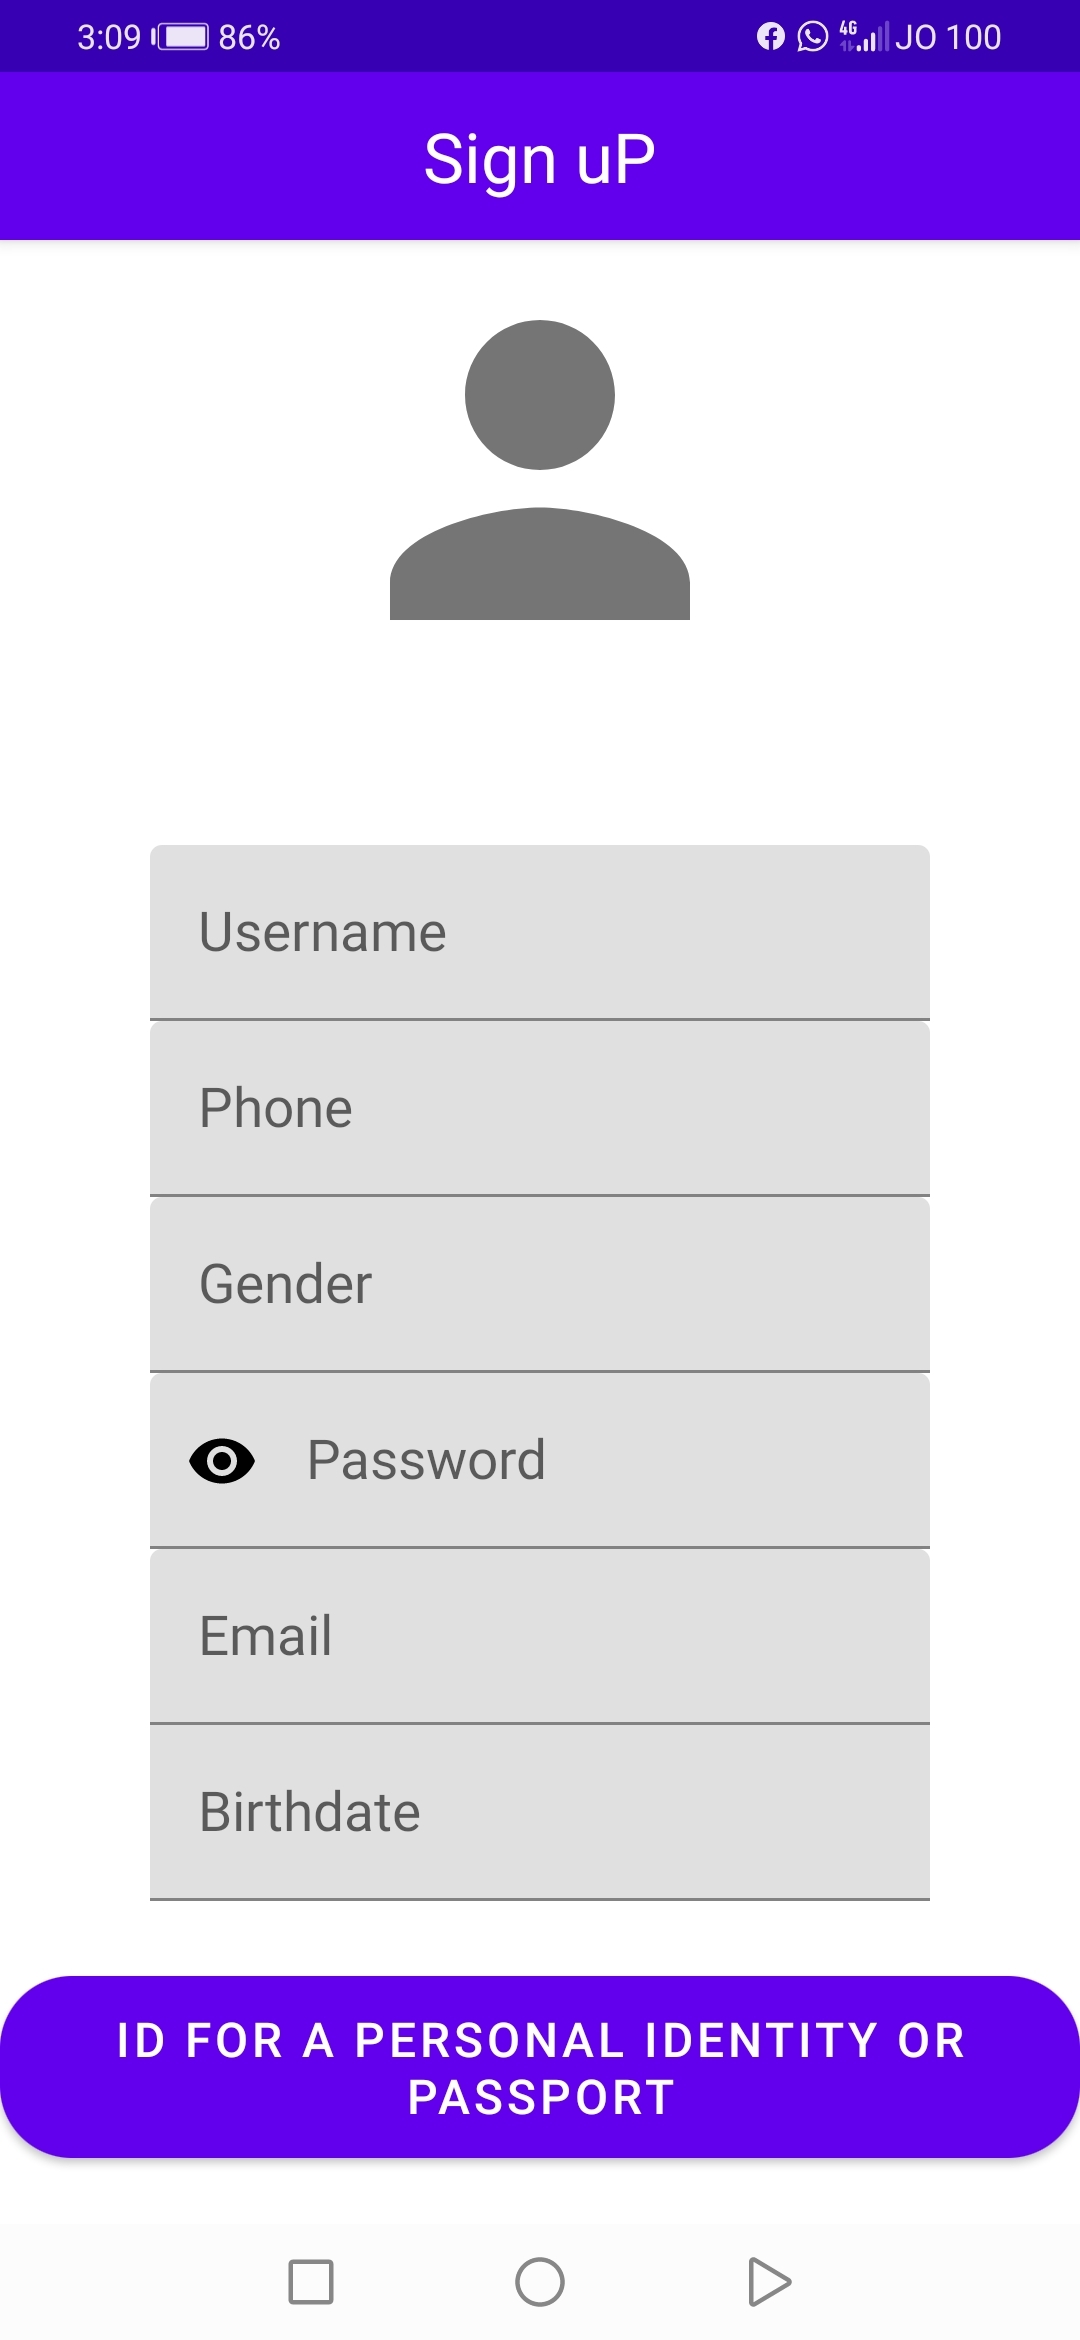 3:09 86% 4G JO 100
Sign uP
Username
Phone
Gender
Password
Email
Birthdate
ID FOR A PERSONAL IDENTITY OR
PASSPORT